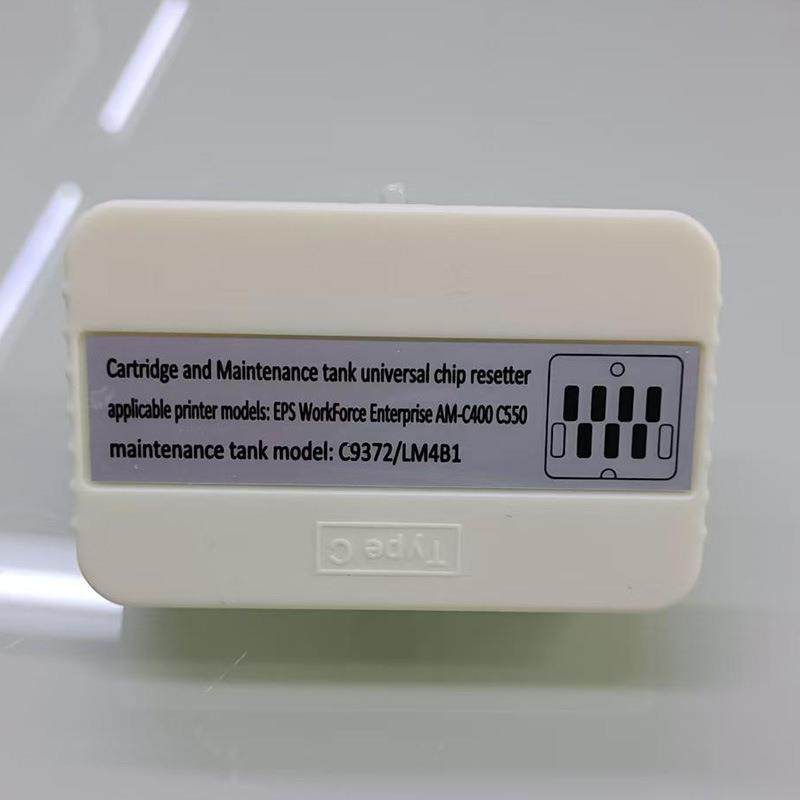 Cartridge and Maintenance tank universal chip resetter
applicable printer models: EPS WorkForce Enterprise AM-C400 C550
maintenance tank model: C9372/LM4B1
Type C